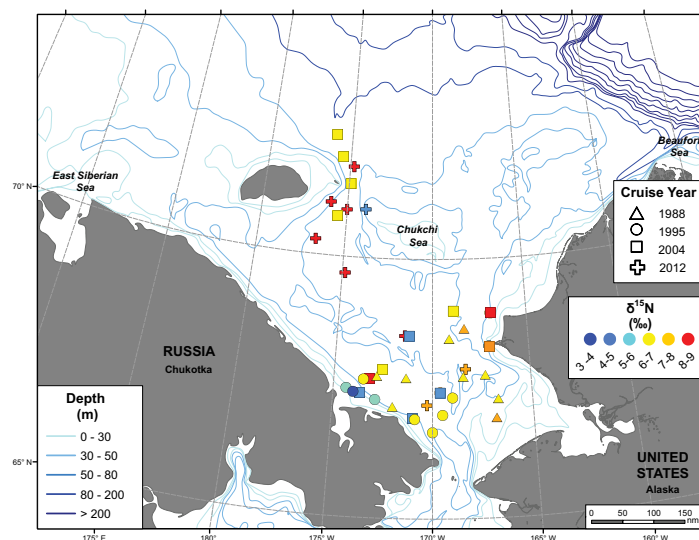 Beaufort
Sea
East Siberian
Sea
70°N
Cruise Year
1988
1995
2004
2012
Chukchi
Sea
δ¹⁵N
(‰)
3-4
4-5
5-6
6-7
7-8
8-9
RUSSIA
Chukotka
Depth
(m)
0 - 30
30 - 50
50 - 80
80 - 200
> 200
65°N
UNITED
STATES
Alaska
0 50 100 150
nm
175°E
180°
175°W
170°W
165°W
160°W